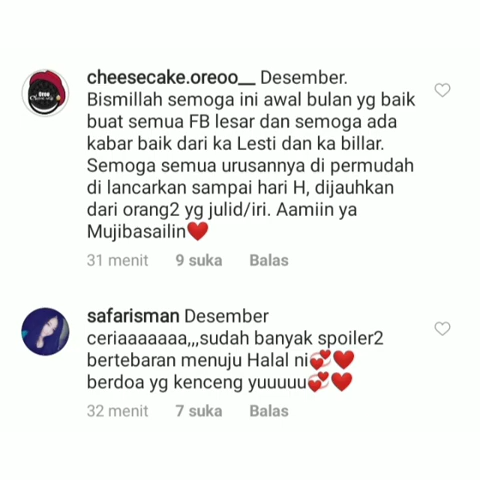 cheesecake.oreoo__ Desember.
Bismillah semoga ini awal bulan yg baik
buat semua FB lesar dan semoga ada
kabar baik dari ka Lesti dan ka billar.
Semoga semua urusannya di permudah
di lancarkan sampai hari H, dijauhkan
dari orang2 yg julid/iri. Aamiin ya
Mujibasailin❤️
31 menit 9 suka Balas
safarisman Desember
ceriaaaaaaa,,,sudah banyak spoiler2
bertebaran menuju Halal ni💞❤️
berdoa yg kenceng yuuuuu💞❤️
32 menit 7 suka Balas